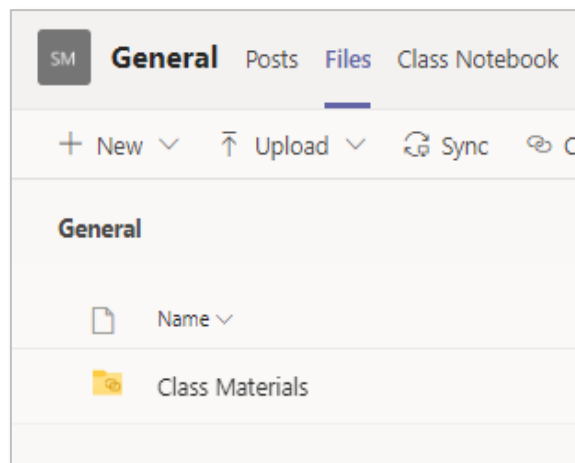 SM General Posts Files Class Notebook
New Upload Sync C
General
Name
Class Materials